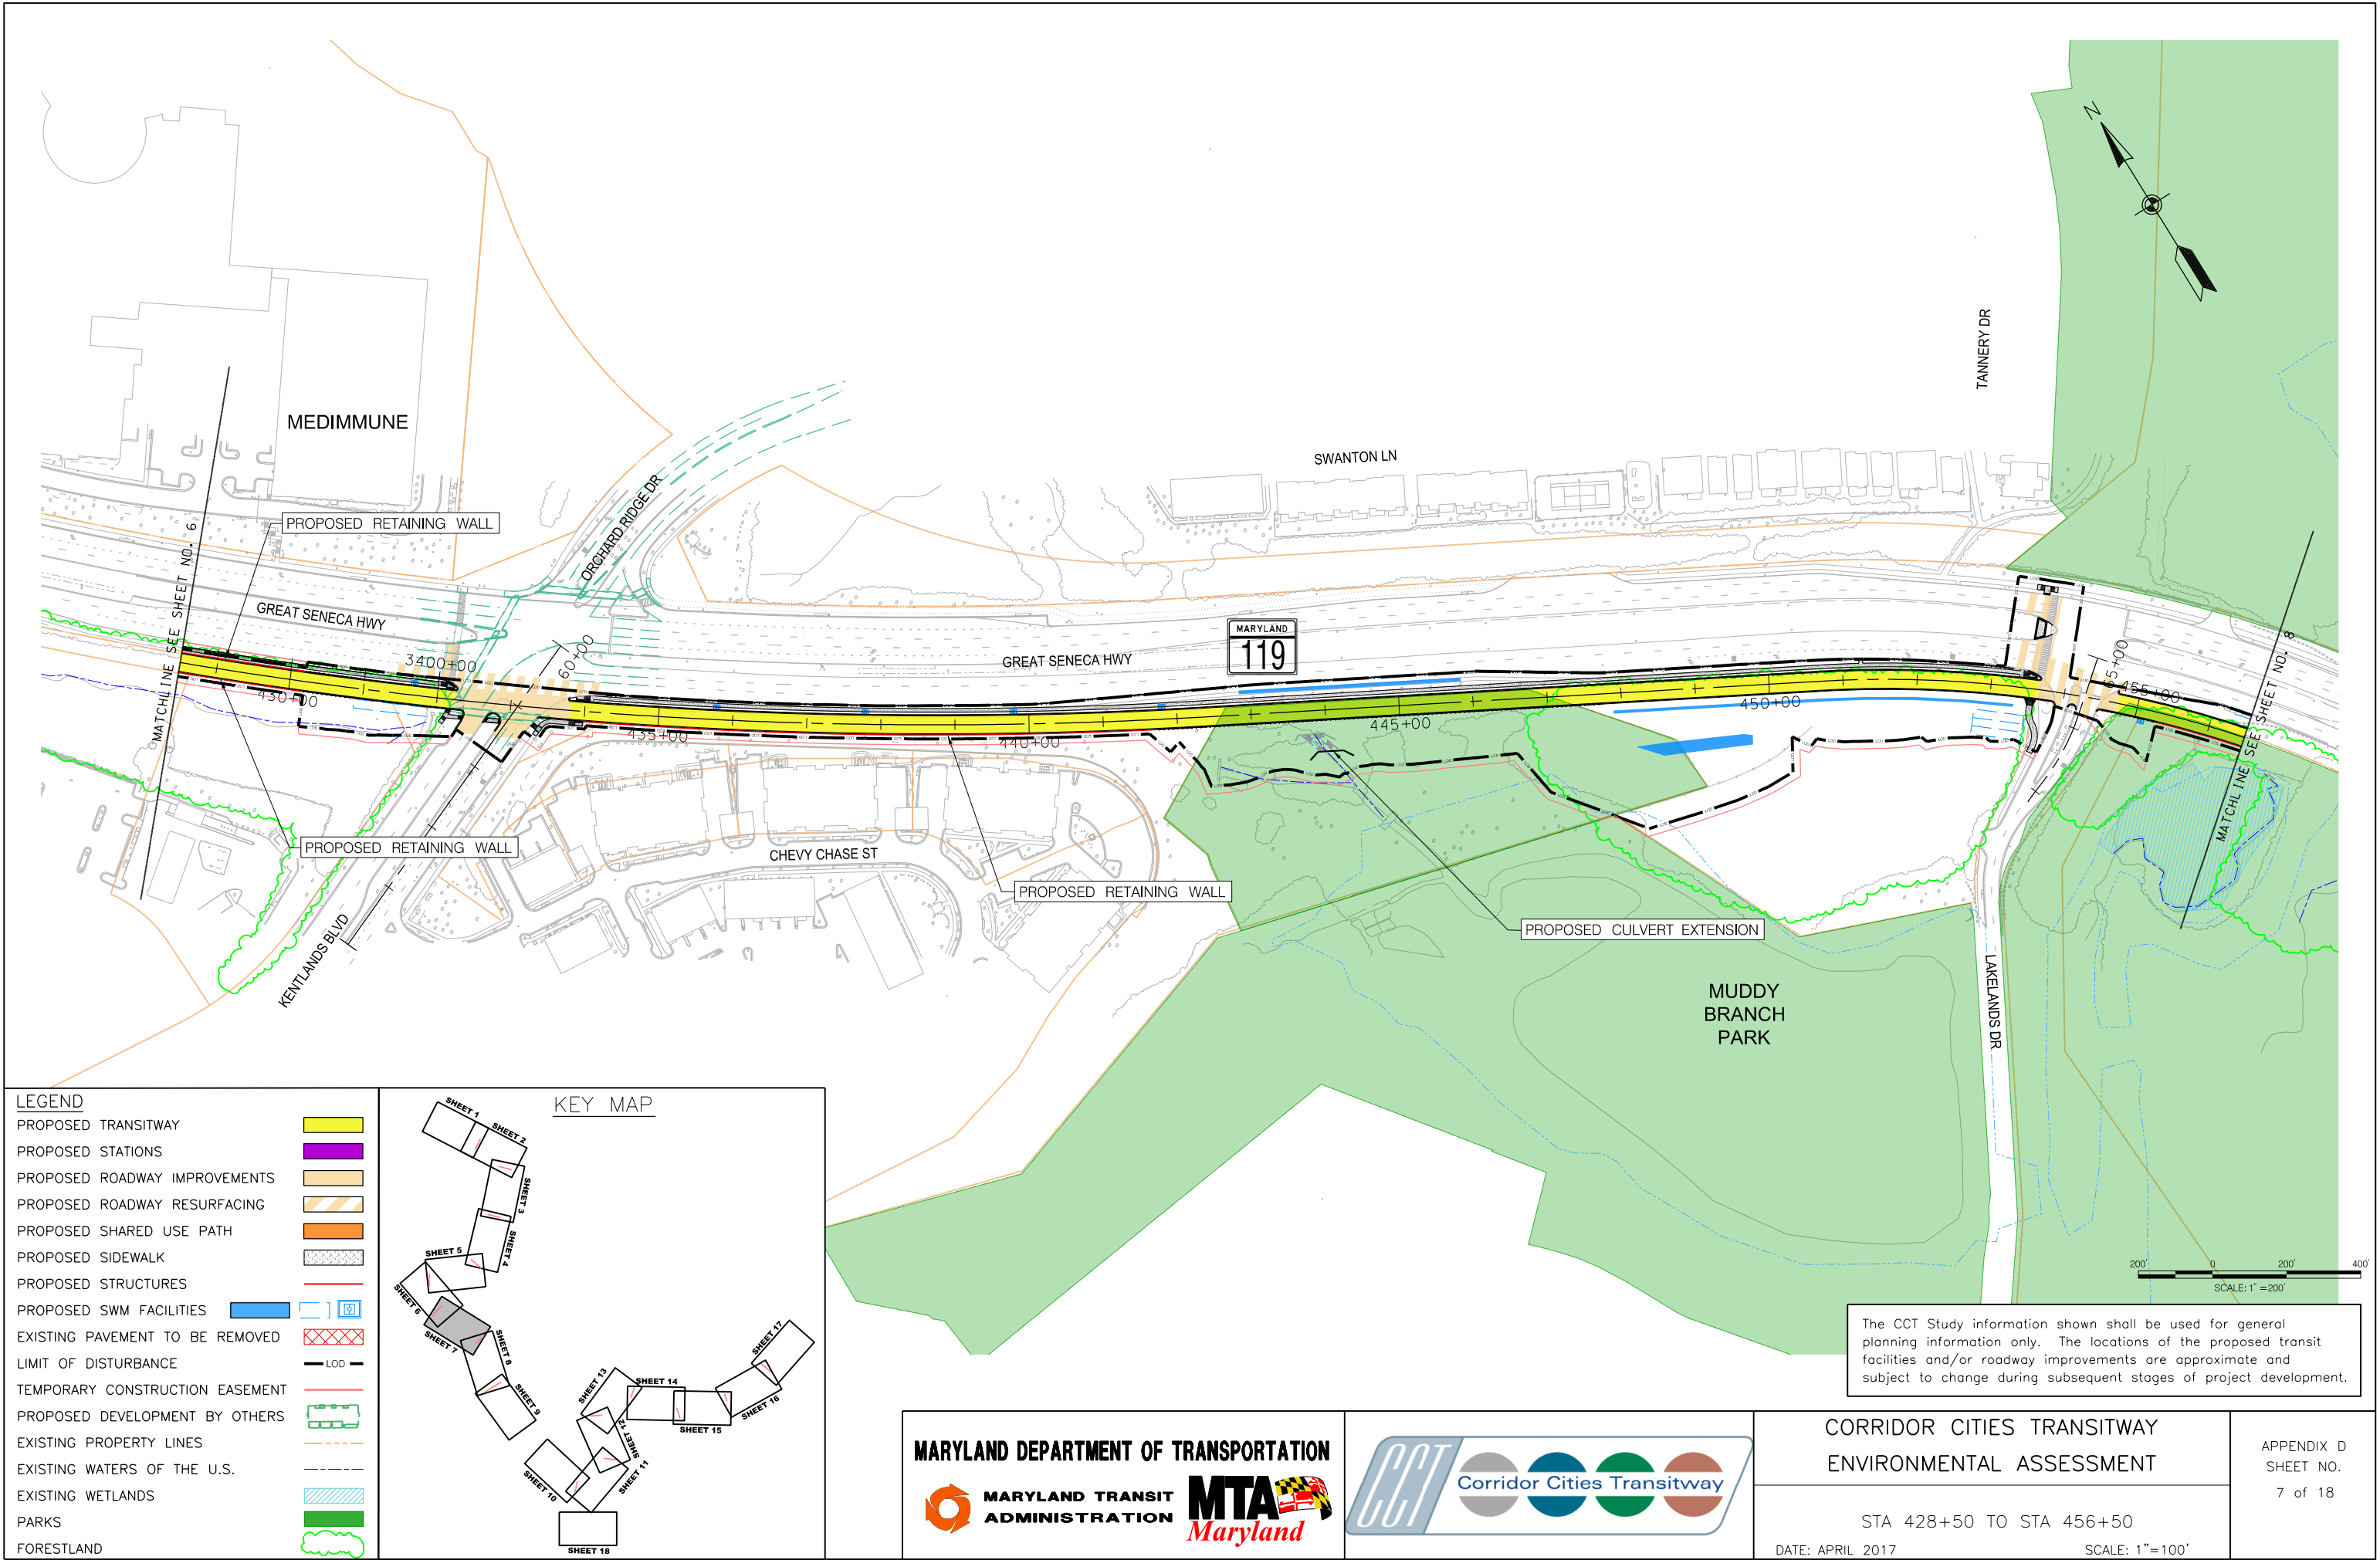 N
TANNERY DR
MEDIMMUNE
SWANTON LN
ORCHARD RIDGE DR
MATCHLINE SEE SHEET NO. 6
PROPOSED RETAINING WALL
GREAT SENECA HWY
3400+00
60+00
MARYLAND
119
GREAT SENECA HWY
430+00
435+00
440+00
445+00
450+00
455+00
MATCHLINE SEE SHEET NO. 8
PROPOSED RETAINING WALL
CHEVY CHASE ST
PROPOSED RETAINING WALL
PROPOSED CULVERT EXTENSION
KENTLANDS BLVD
LAKELANDS DR
MUDDY
BRANCH
PARK
200' 0 200' 400'
SCALE: 1" =200'
The CCT Study information shown shall be used for general
planning information only. The locations of the proposed transit
facilities and/or roadway improvements are approximate and
subject to change during subsequent stages of project development.
LEGEND
PROPOSED TRANSITWAY
PROPOSED STATIONS
PROPOSED ROADWAY IMPROVEMENTS
PROPOSED ROADWAY RESURFACING
PROPOSED SHARED USE PATH
PROPOSED SIDEWALK
PROPOSED STRUCTURES
PROPOSED SWM FACILITIES
EXISTING PAVEMENT TO BE REMOVED
LIMIT OF DISTURBANCE LOD
TEMPORARY CONSTRUCTION EASEMENT
PROPOSED DEVELOPMENT BY OTHERS
EXISTING PROPERTY LINES
EXISTING WATERS OF THE U.S.
EXISTING WETLANDS
PARKS
FORESTLAND
KEY MAP
SHEET 1
SHEET 2
SHEET 3
SHEET 4
SHEET 5
SHEET 6
SHEET 7
SHEET 8
SHEET 9
SHEET 10
SHEET 11
SHEET 12
SHEET 13
SHEET 14
SHEET 15
SHEET 16
SHEET 17
SHEET 18
MARYLAND DEPARTMENT OF TRANSPORTATION
MARYLAND TRANSIT
ADMINISTRATION
MTA
Maryland
CCT
Corridor Cities Transitway
CORRIDOR CITIES TRANSITWAY
ENVIRONMENTAL ASSESSMENT
STA 428+50 TO STA 456+50
DATE: APRIL 2017 SCALE: 1"=100'
APPENDIX D
SHEET NO.
7 of 18